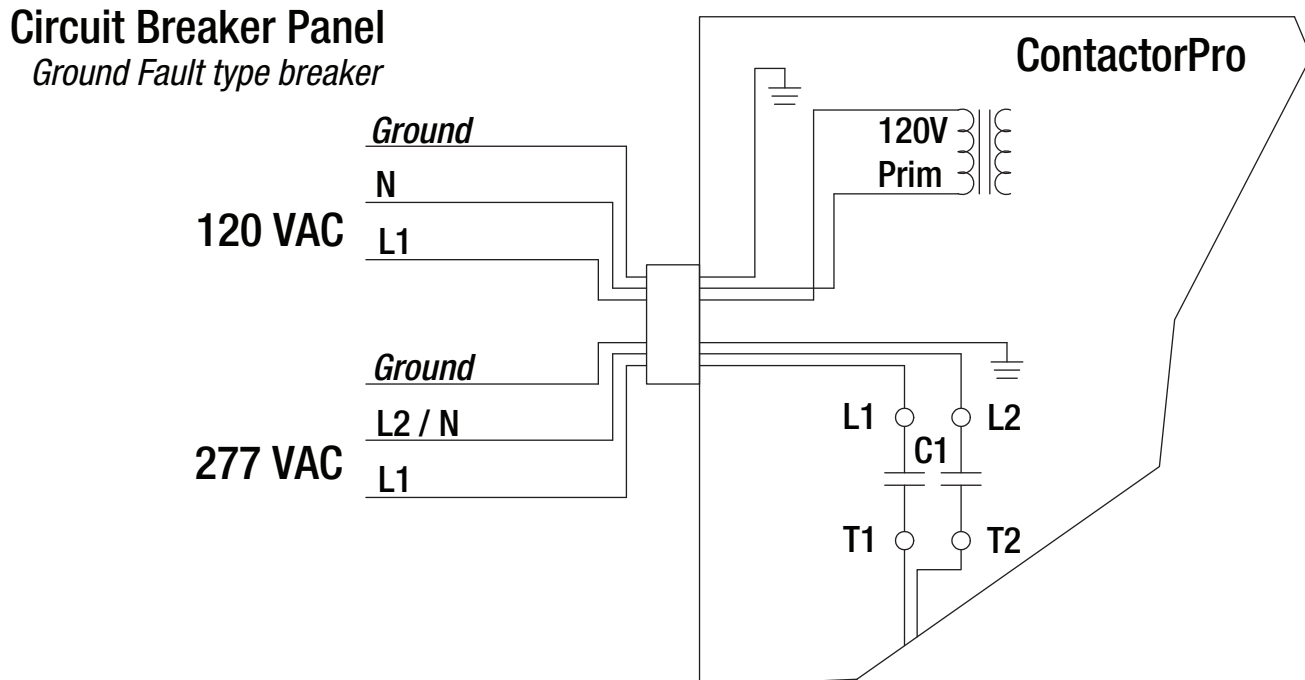 Circuit Breaker Panel
Ground Fault type breaker
ContactorPro
Ground
N
120 VAC
L1
120V
Prim
Ground
L2 / N
277 VAC
L1
L1
L2
C1
T1
T2